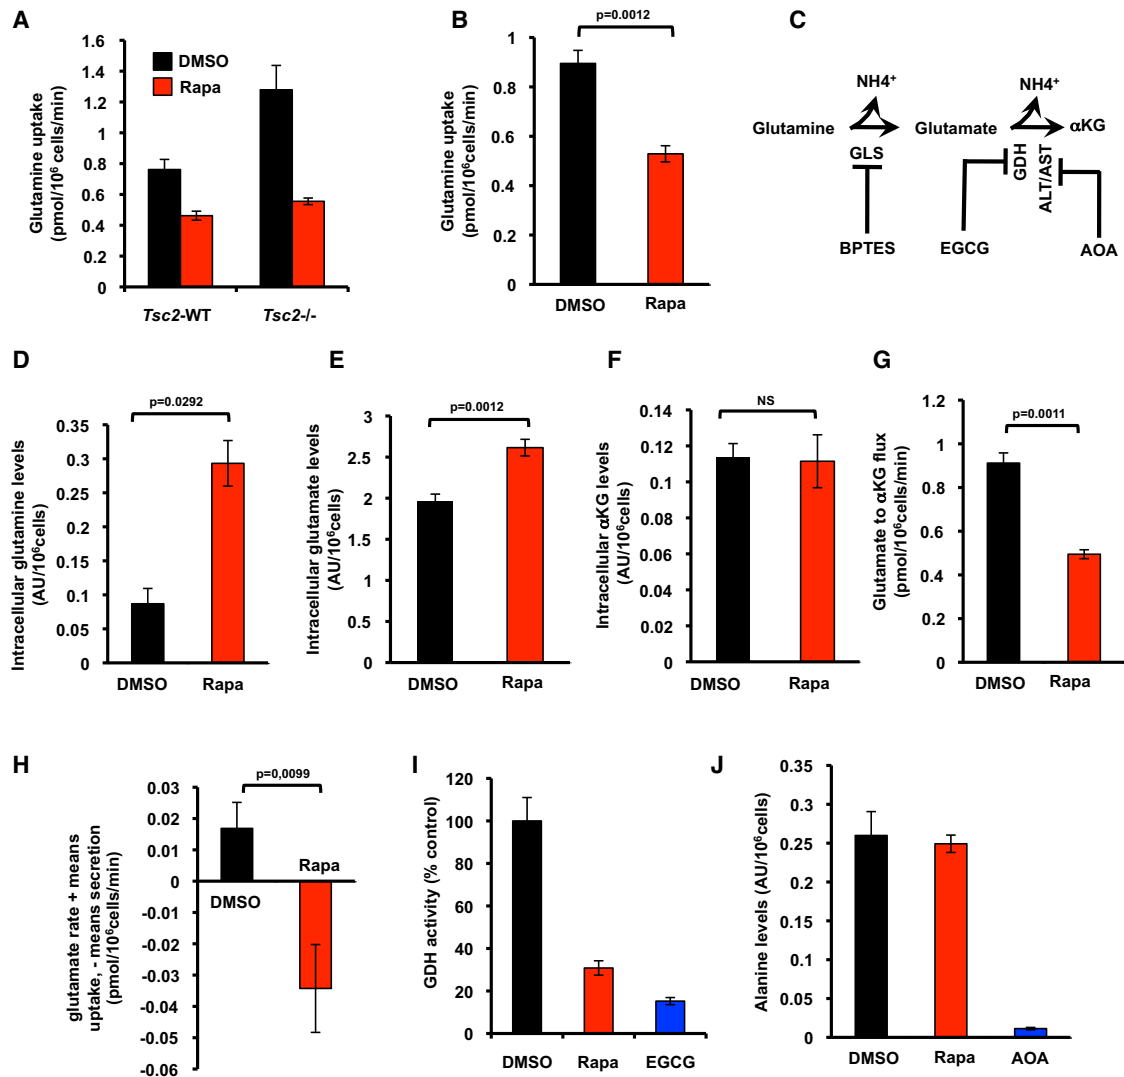 A
Glutamine uptake
(pmol/10⁶ cells/min)
1.6
1.4
1.2
1
0.8
0.6
0.4
0.2
0
DMSO
Rapa
Tsc2-WT
Tsc2-/-
B
p=0.0012
Glutamine uptake
(pmol/10⁶cells/min)
1
0.8
0.6
0.4
0.2
0
DMSO
Rapa
C
NH4⁺
NH4⁺
Glutamine
Glutamate
αKG
GLS
GDH
ALT/AST
BPTES
EGCG
AOA
D
p=0.0292
Intracellular glutamine levels
(AU/10⁶cells)
0.35
0.3
0.25
0.2
0.15
0.1
0.05
0
DMSO
Rapa
E
p=0.0012
Intracellular glutamate levels
(AU/10⁶cells)
3
2.5
2
1.5
1
0.5
0
DMSO
Rapa
F
NS
Intracellular αKG levels
(AU/10⁶cells)
0.14
0.12
0.10
0.08
0.06
0.04
0.02
0
DMSO
Rapa
G
p=0.0011
Glutamate to αKG flux
(pmol/10⁶cells/min)
1.2
1
0.8
0.6
0.4
0.2
0
DMSO
Rapa
H
p=0,0099
glutamate rate + means
uptake, - means secretion
(pmol/10⁶cells/min)
0.03
0.02
0.01
0
-0.01
-0.02
-0.03
-0.04
-0.05
-0.06
Rapa
DMSO
I
GDH activity (% control)
120
100
80
60
40
20
0
DMSO
Rapa
EGCG
J
Alanine levels (AU/10⁶cells)
0.35
0.3
0.25
0.2
0.15
0.1
0.05
0
DMSO
Rapa
AOA